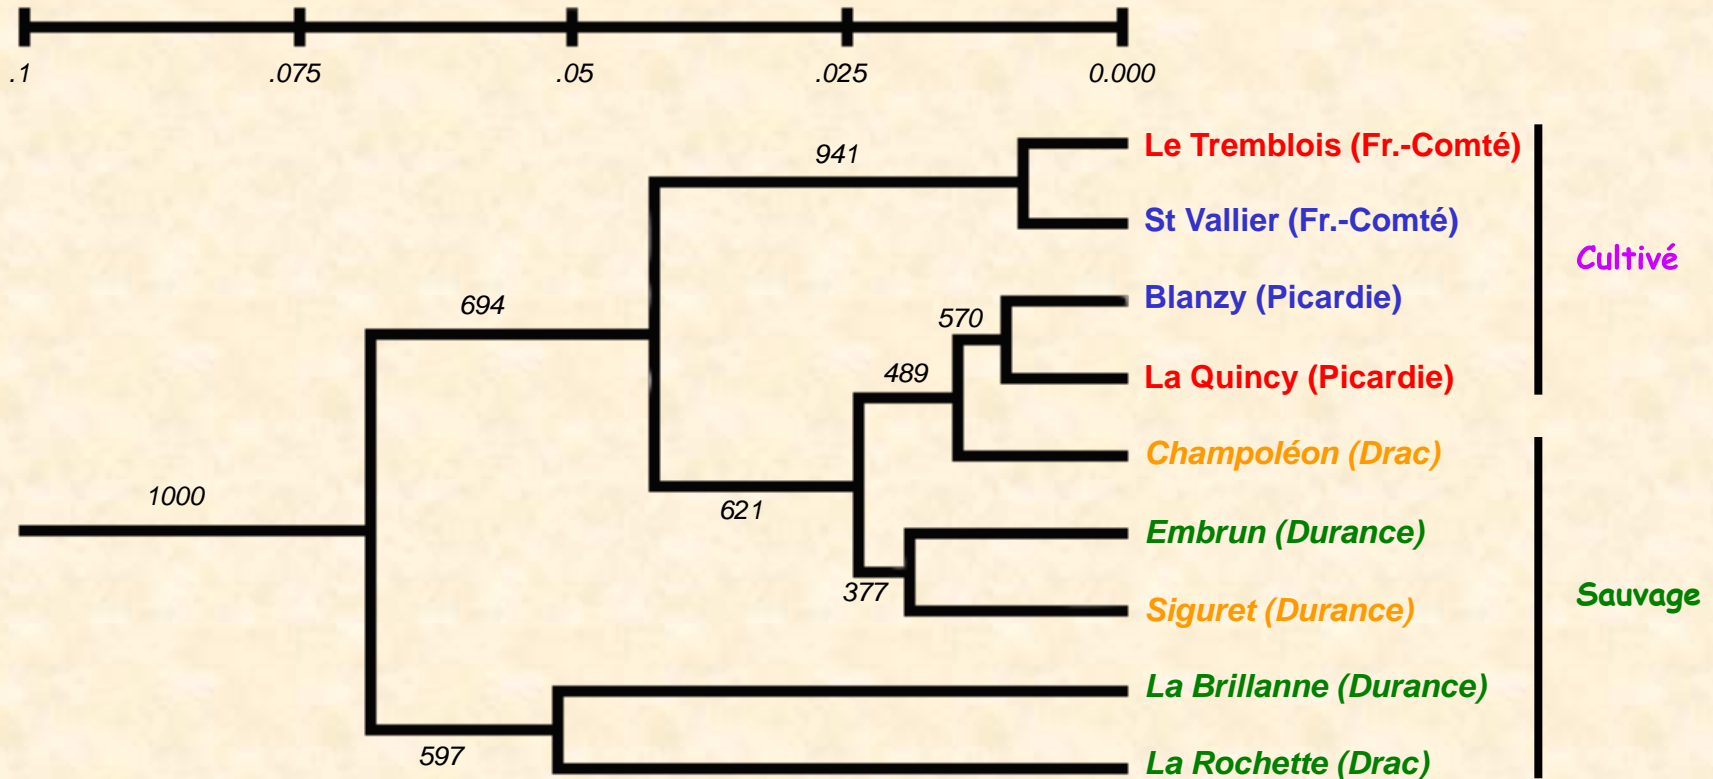 .1 .075 .05 .025 0.000
941
Le Tremblois (Fr.-Comté)
St Vallier (Fr.-Comté)
Cultivé
694
570
Blanzy (Picardie)
489
La Quincy (Picardie)
Champoléon (Drac)
1000
621
Embrun (Durance)
377
Sauvage
Siguret (Durance)
La Brillanne (Durance)
597
La Rochette (Drac)